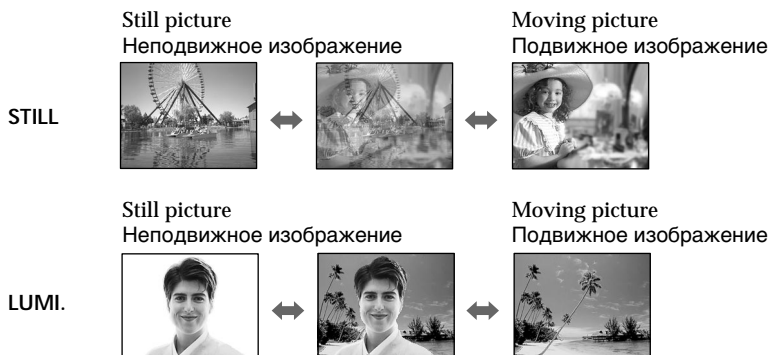 Still picture
Неподвижное изображение
Moving picture
Подвижное изображение
STILL
Still picture
Неподвижное изображение
Moving picture
Подвижное изображение
LUMI.